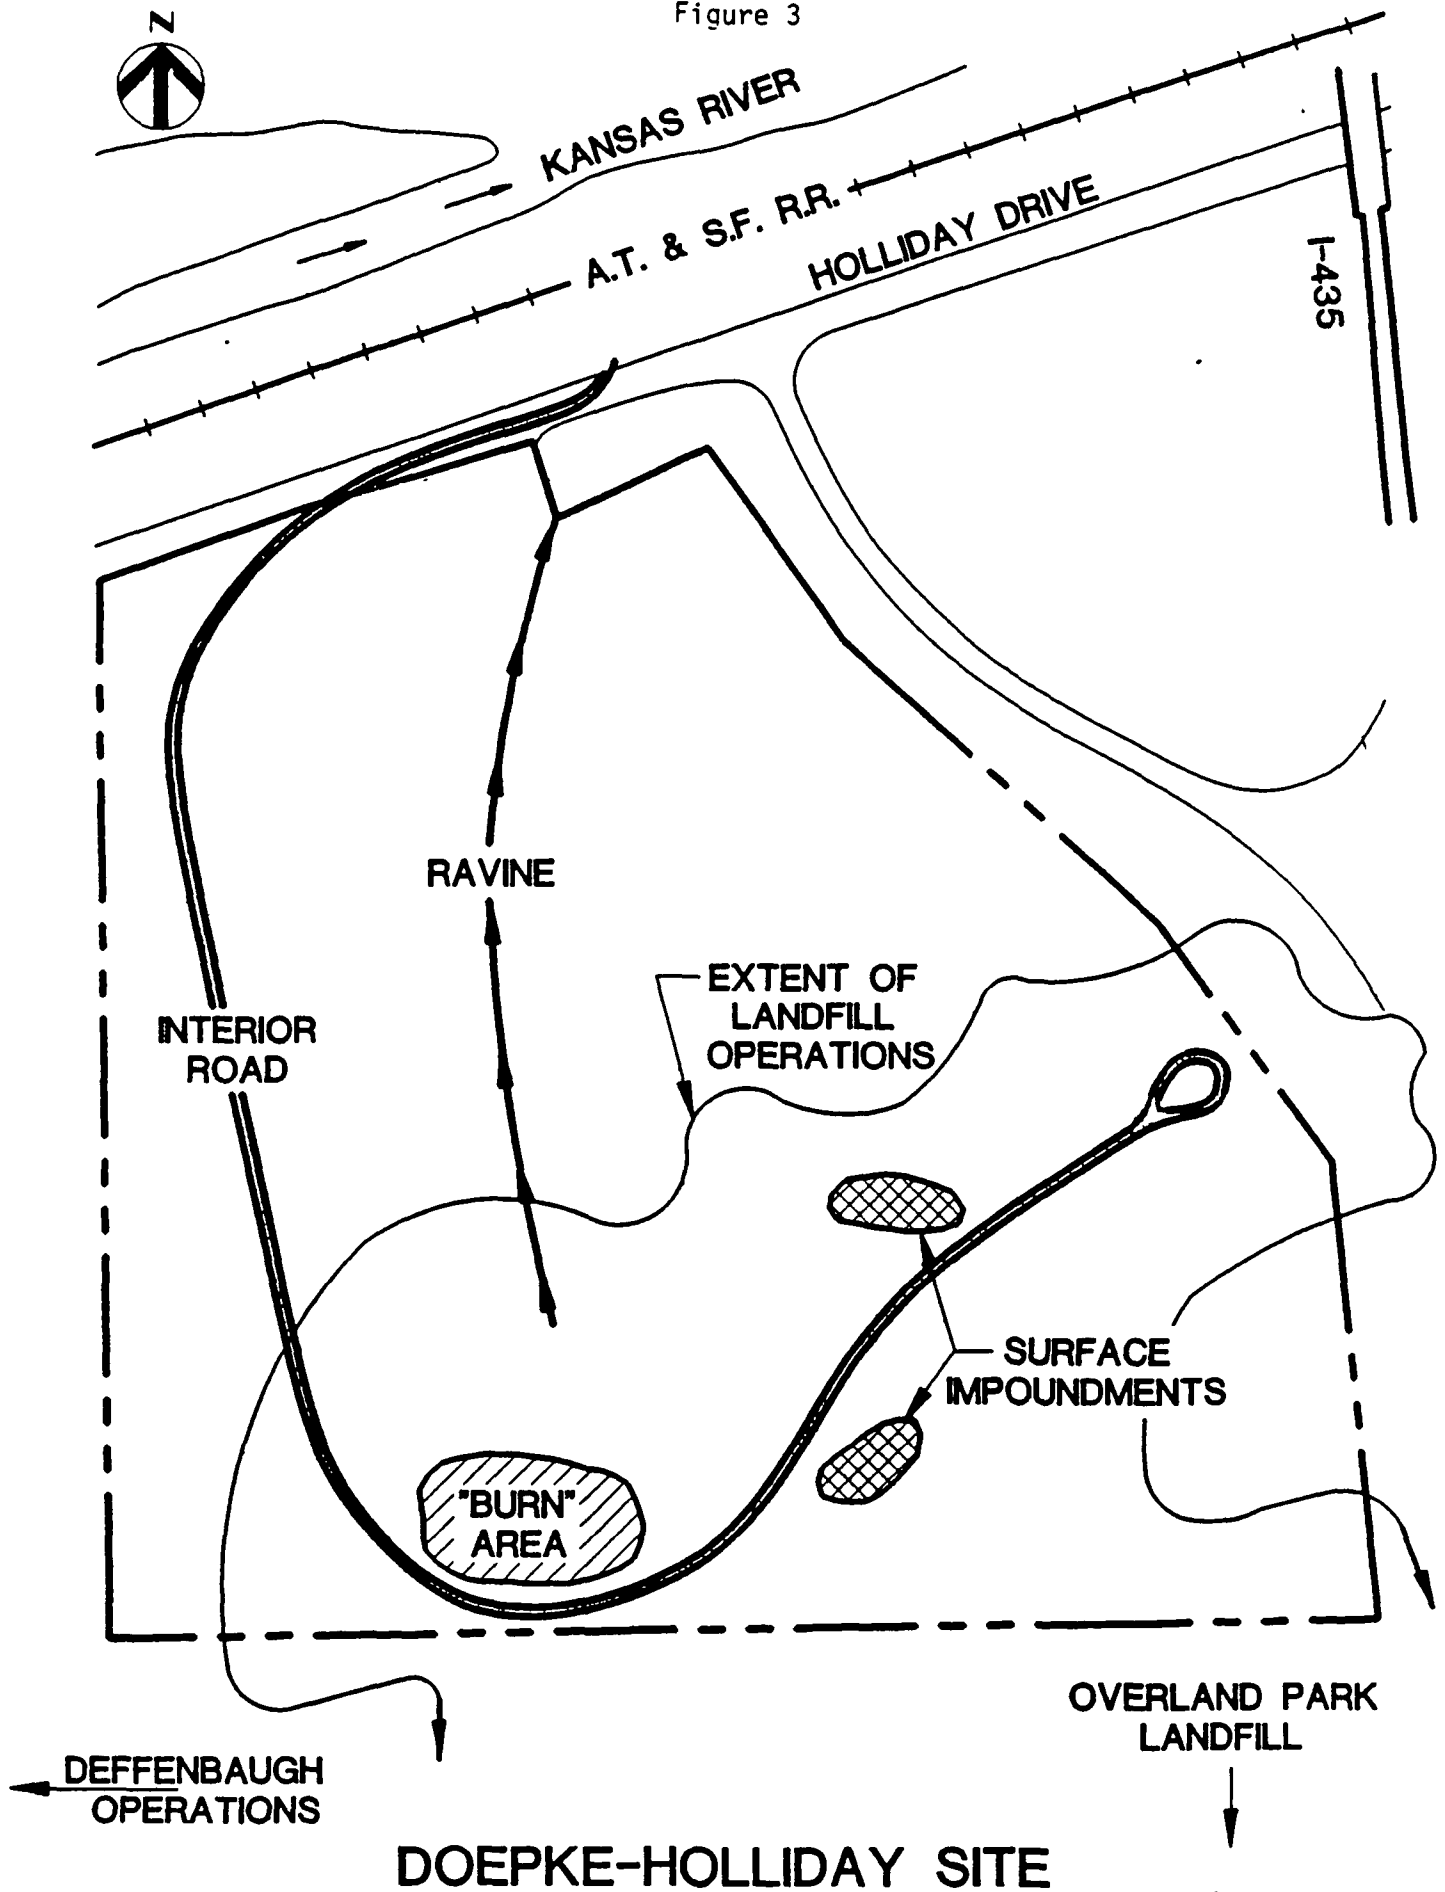 Figure 3
N
KANSAS RIVER
A.T. & S.F. R.R.
HOLLIDAY DRIVE
I-435
RAVINE
EXTENT OF
LANDFILL
OPERATIONS
INTERIOR
ROAD
SURFACE
IMPOUNDMENTS
"BURN"
AREA
OVERLAND PARK
LANDFILL
DEFFENBAUGH
OPERATIONS
DOEPKE-HOLLIDAY SITE